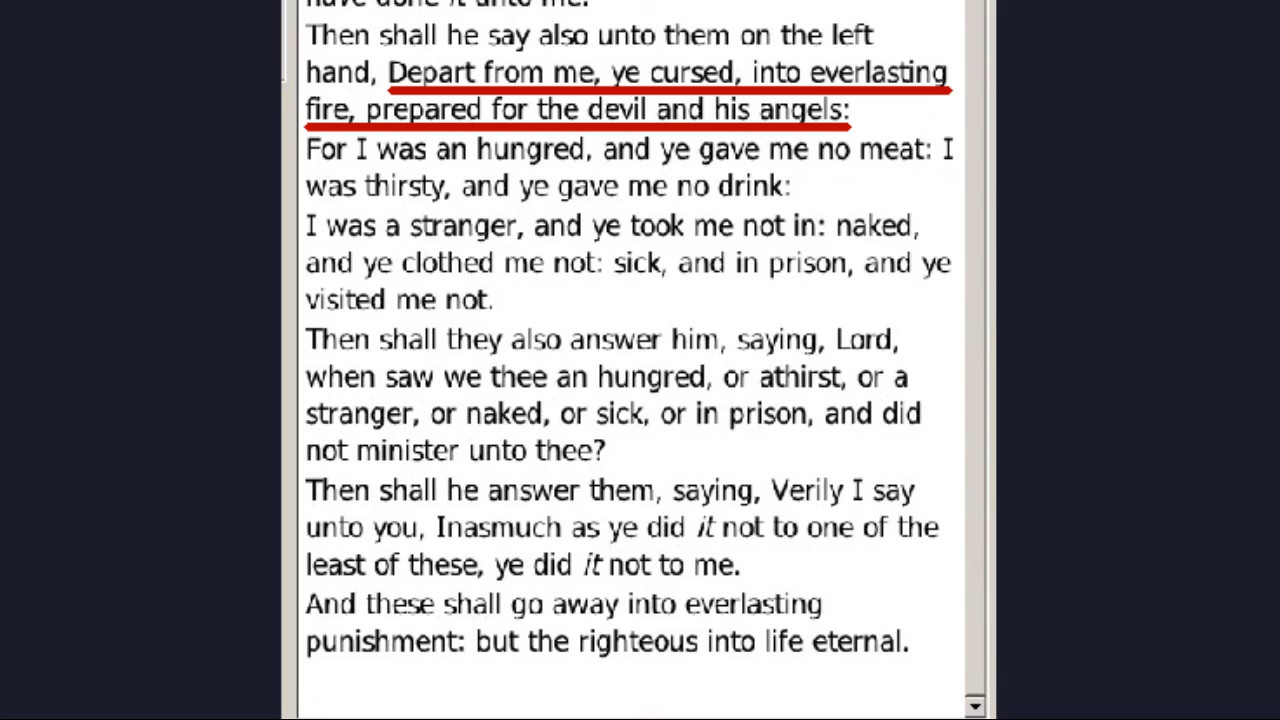 have done it unto me.
Then shall he say also unto them on the left
hand, Depart from me, ye cursed, into everlasting
fire, prepared for the devil and his angels:
For I was an hungred, and ye gave me no meat: I
was thirsty, and ye gave me no drink:
I was a stranger, and ye took me not in: naked,
and ye clothed me not: sick, and in prison, and ye
visited me not.
Then shall they also answer him, saying, Lord,
when saw we thee an hungred, or athirst, or a
stranger, or naked, or sick, or in prison, and did
not minister unto thee?
Then shall he answer them, saying, Verily I say
unto you, Inasmuch as ye did it not to one of the
least of these, ye did it not to me.
And these shall go away into everlasting
punishment: but the righteous into life eternal.